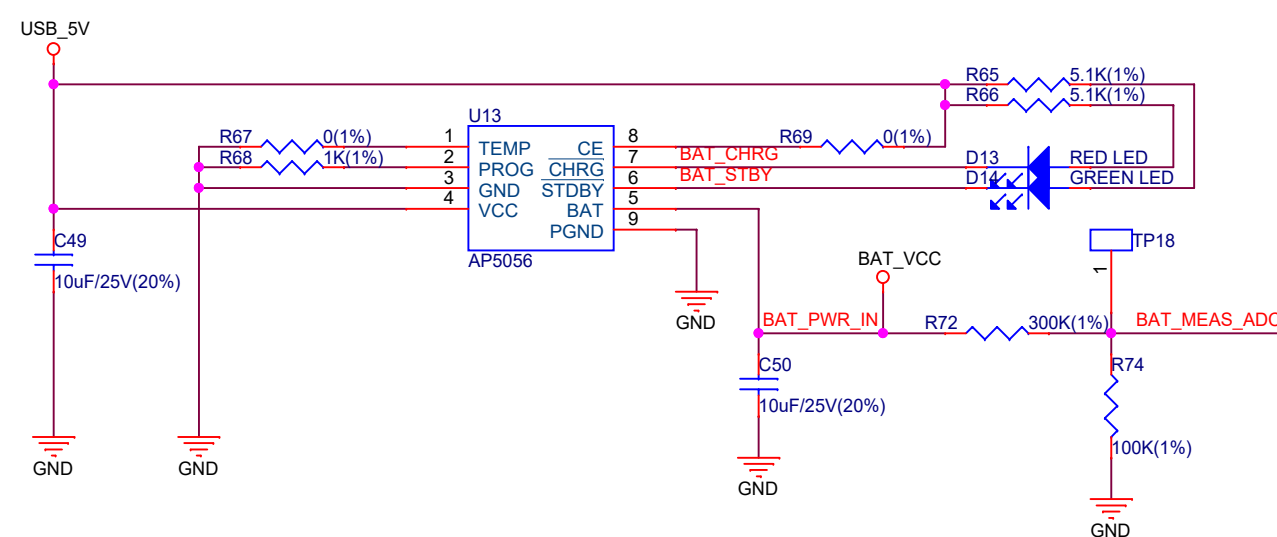 USB_5V
R65 5.1K(1%)
R66 5.1K(1%)
U13
R67 0(1%)
R68 1K(1%)
1 TEMP
2 PROG
3 GND
4 VCC
CE 8
CHRG 7
STDBY 6
BAT 5
PGND 9
AP5056
R69 0(1%)
BAT_CHRG
BAT_STBY
D13 RED LED
D14 GREEN LED
C49
10uF/25V(20%)
GND
GND
GND
BAT_VCC
TP18
1
BAT_PWR_IN
R72 300K(1%)
BAT_MEAS_ADC
C50
10uF/25V(20%)
GND
R74
100K(1%)
GND